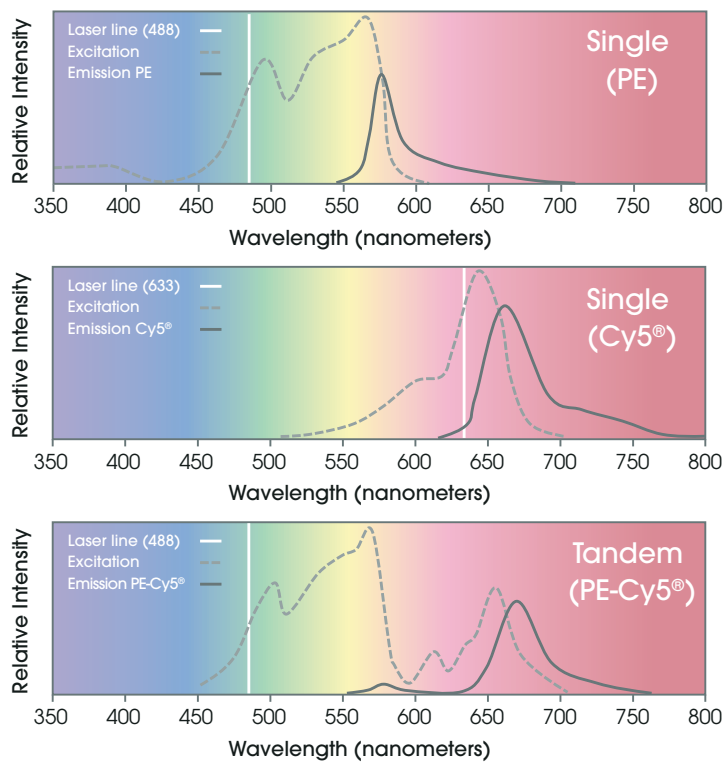 Relative Intensity
Laser line (488)
Excitation
Emission PE
Single
(PE)
350 400 450 500 550 600 650 700 750 800
Wavelength (nanometers)
Relative Intensity
Laser line (633)
Excitation
Emission Cy5®
Single
(Cy5®)
350 400 450 500 550 600 650 700 750 800
Wavelength (nanometers)
Relative Intensity
Laser line (488)
Excitation
Emission PE-Cy5®
Tandem
(PE-Cy5®)
350 400 450 500 550 600 650 700 750 800
Wavelength (nanometers)